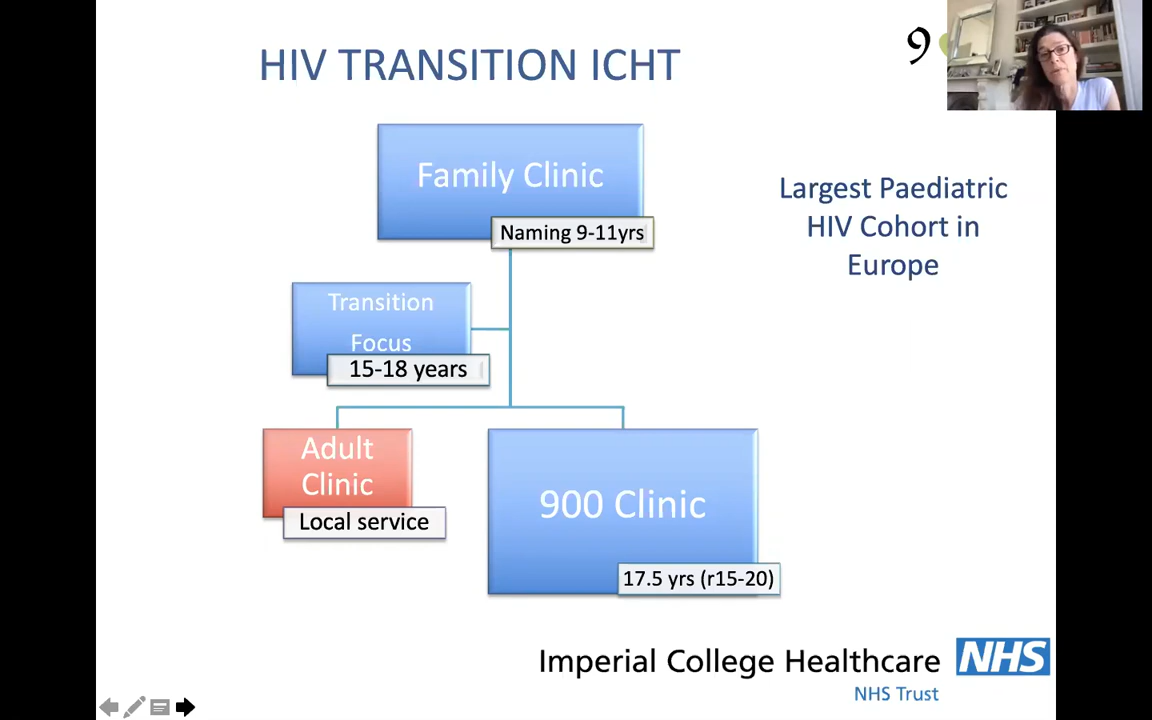 HIV TRANSITION ICHT
9
Family Clinic
Naming 9-11yrs
Largest Paediatric
HIV Cohort in
Europe
Transition
Focus
15-18 years
Adult
Clinic
Local service
900 Clinic
17.5 yrs (r15-20)
Imperial College Healthcare
NHS
NHS Trust